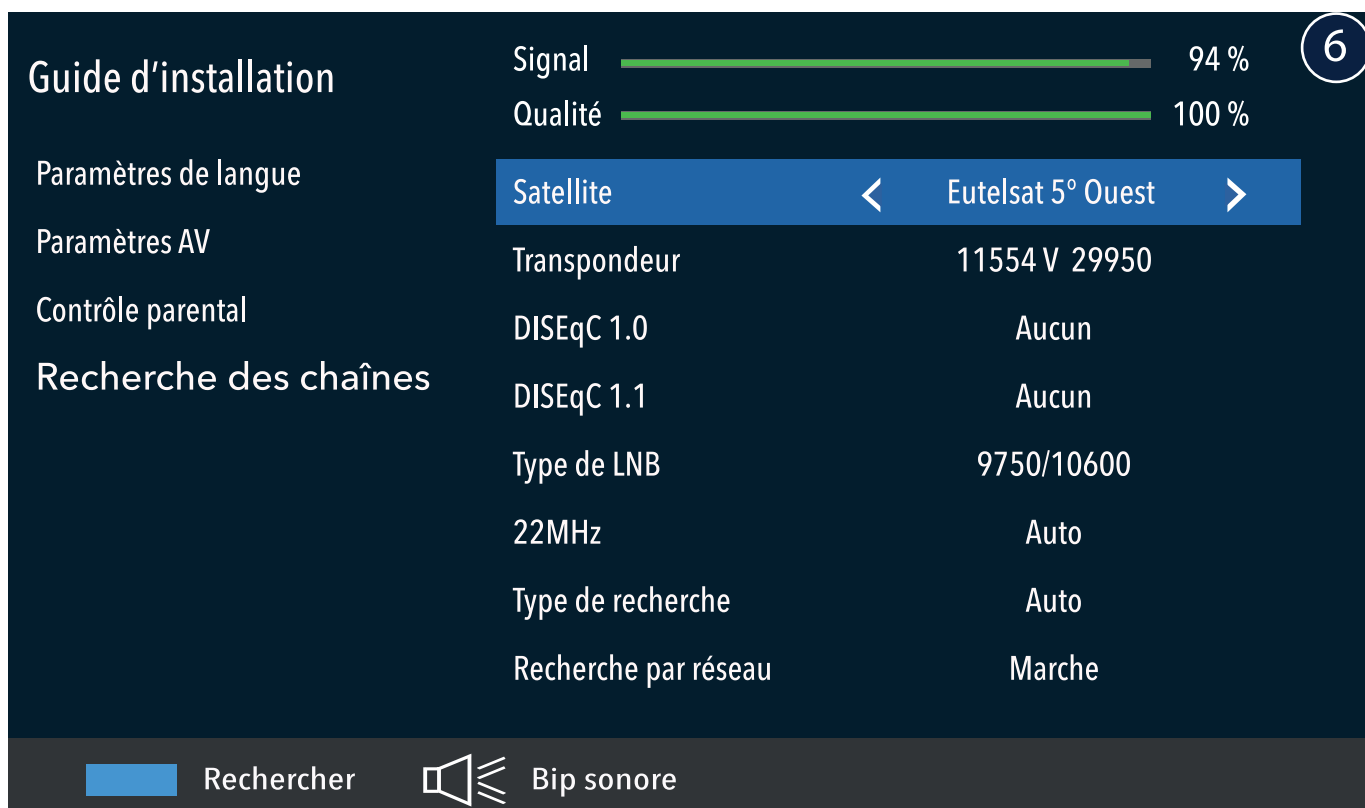 Guide d'installation
Paramètres de langue
Paramètres AV
Contrôle parental
Recherche des chaînes
Signal 94 %
Qualité 100 %
6
Satellite < Eutelsat 5° Ouest >
Transpondeur 11554 V 29950
DISEqC 1.0 Aucun
DISEqC 1.1 Aucun
Type de LNB 9750/10600
22MHz Auto
Type de recherche Auto
Recherche par réseau Marche
Rechercher Bip sonore